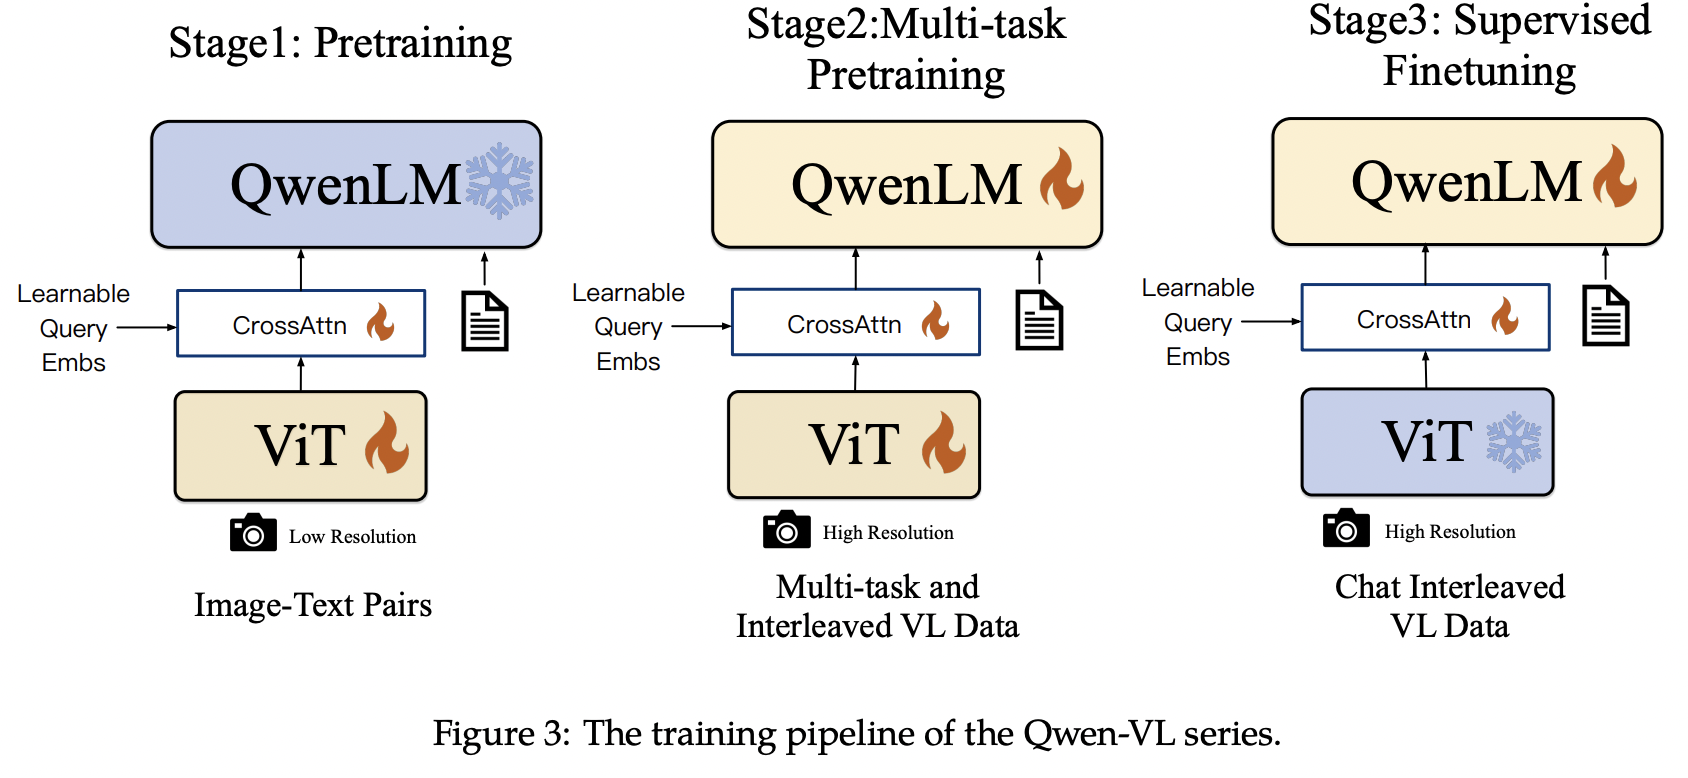 Stage1: Pretraining
QwenLM
Learnable
Query
Embs
CrossAttn
ViT
Low Resolution
Image-Text Pairs
Stage2:Multi-task
Pretraining
QwenLM
Learnable
Query
Embs
CrossAttn
ViT
High Resolution
Multi-task and
Interleaved VL Data
Stage3: Supervised
Finetuning
QwenLM
Learnable
Query
Embs
CrossAttn
ViT
High Resolution
Chat Interleaved
VL Data
Figure 3: The training pipeline of the Qwen-VL series.